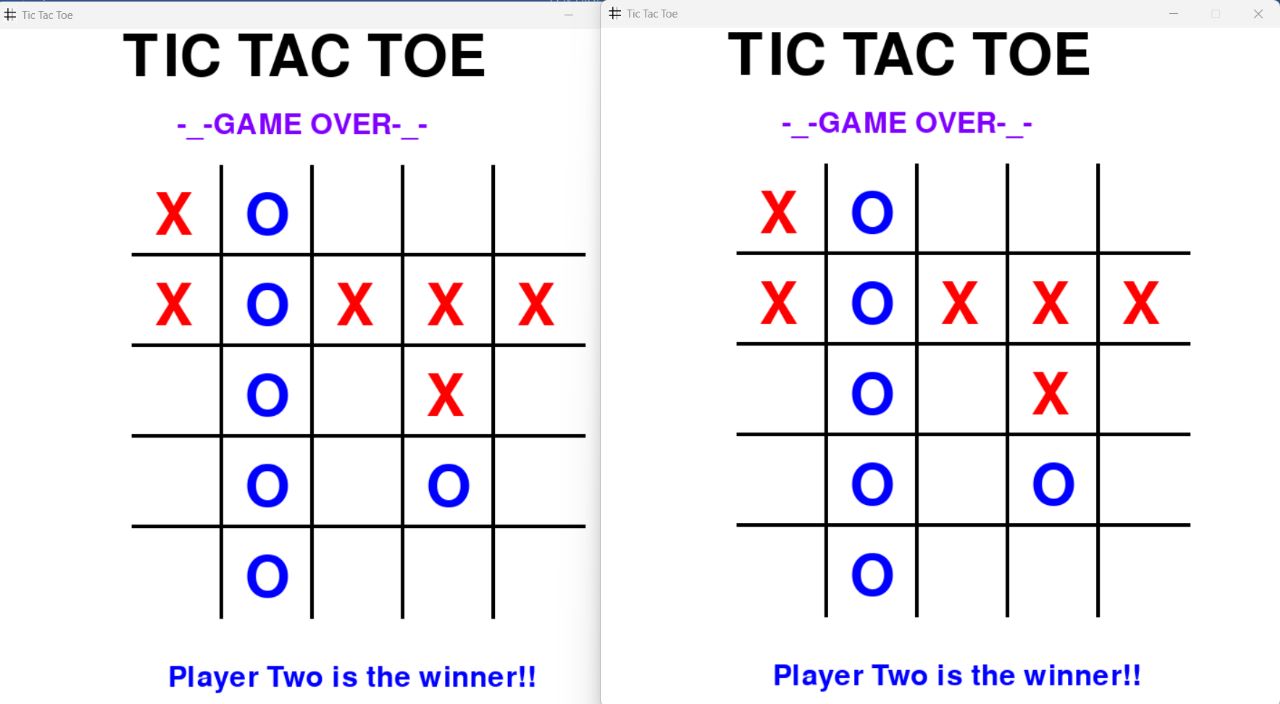 Tic Tac Toe
TIC TAC TOE
-_-GAME OVER-_-
X O
X O X X X
O X
O O
O
Player Two is the winner!!
Tic Tac Toe
TIC TAC TOE
-_-GAME OVER-_-
X O
X O X X X
O X
O O
O
Player Two is the winner!!